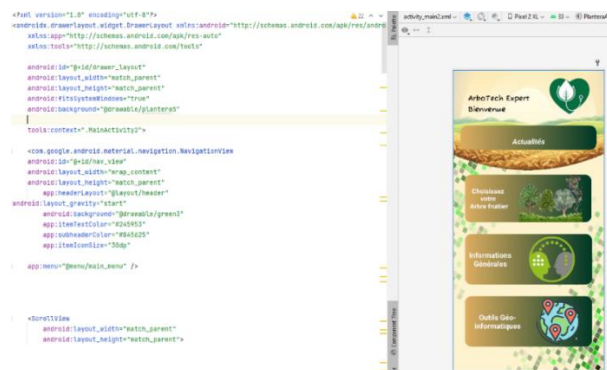 <?xml version="1.0" encoding="utf-8"?>
<androidx.drawerlayout.widget.DrawerLayout xmlns:android="http://schemas.android.com/apk/res/andro
xmlns:app="http://schemas.android.com/apk/res-auto"
xmlns:tools="http://schemas.android.com/tools"
android:id="@+id/drawer_layout"
android:layout_width="match_parent"
android:layout_height="match_parent"
android:fitsSystemWindows="true"
android:background="@drawable/plantera5"
tools:context=".MainActivity2">
<com.google.android.material.navigation.NavigationView
android:id="@+id/nav_view"
android:layout_width="wrap_content"
android:layout_height="match_parent"
app:headerLayout="@layout/header"
android:layout_gravity="start"
android:background="@drawable/green3"
app:itemTextColor="#245953"
app:subheaderColor="#845625"
app:itemIconSize="30dp"
app:menu="@menu/main_menu" />
<ScrollView
android:layout_width="match_parent"
android:layout_height="match_parent">
Palette
Component Tree
activity_main2.xml
Pixel 2 XL
Plantera
ArboTech Expert
Bienvenue
Actualités
Choisissez
votre
Arbre fruitier
Informations
Générales
Outils Géo-
informatiques